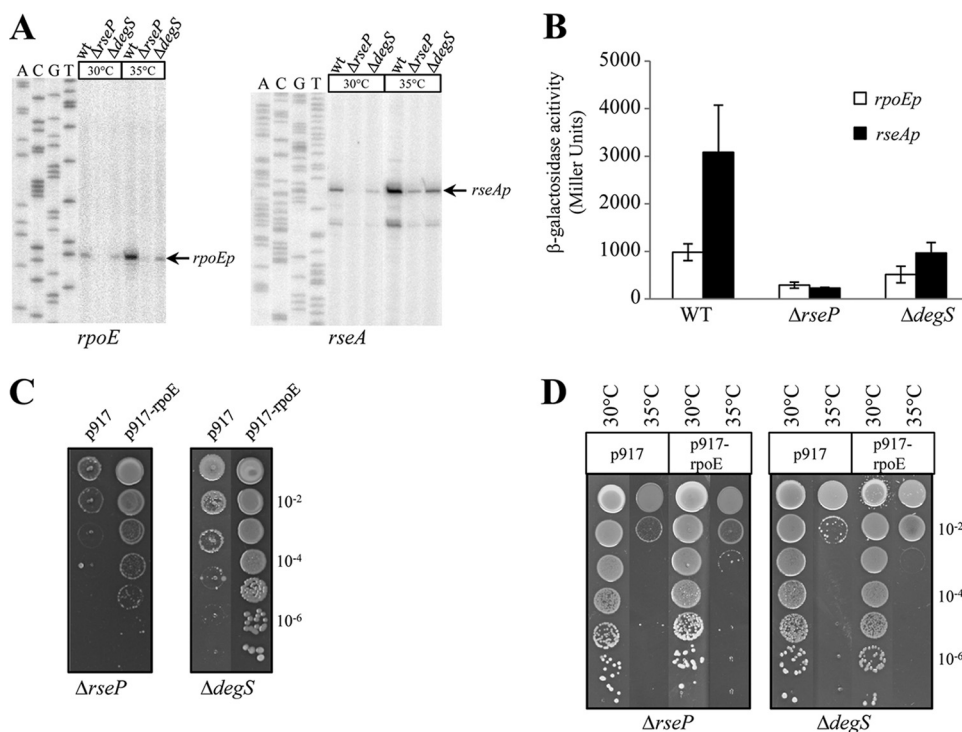 A
wt ΔrseP ΔdegS wt ΔrseP ΔdegS
A C G T 30°C 35°C
rpoEp
rpoE
wt ΔrseP ΔdegS wt ΔrseP ΔdegS
A C G T 30°C 35°C
rseAp
rseA
B
β-galactosidase acitivity
(Miller Units)
5000
4000
3000
2000
1000
0
rpoEp
rseAp
WT ΔrseP ΔdegS
C
p917 p917-rpoE
p917 p917-rpoE
10-2
10-4
10-6
ΔrseP
ΔdegS
D
30°C 35°C 30°C 35°C
p917 p917-
rpoE
30°C 35°C 30°C 35°C
p917 p917-
rpoE
10-2
10-4
10-6
ΔrseP
ΔdegS